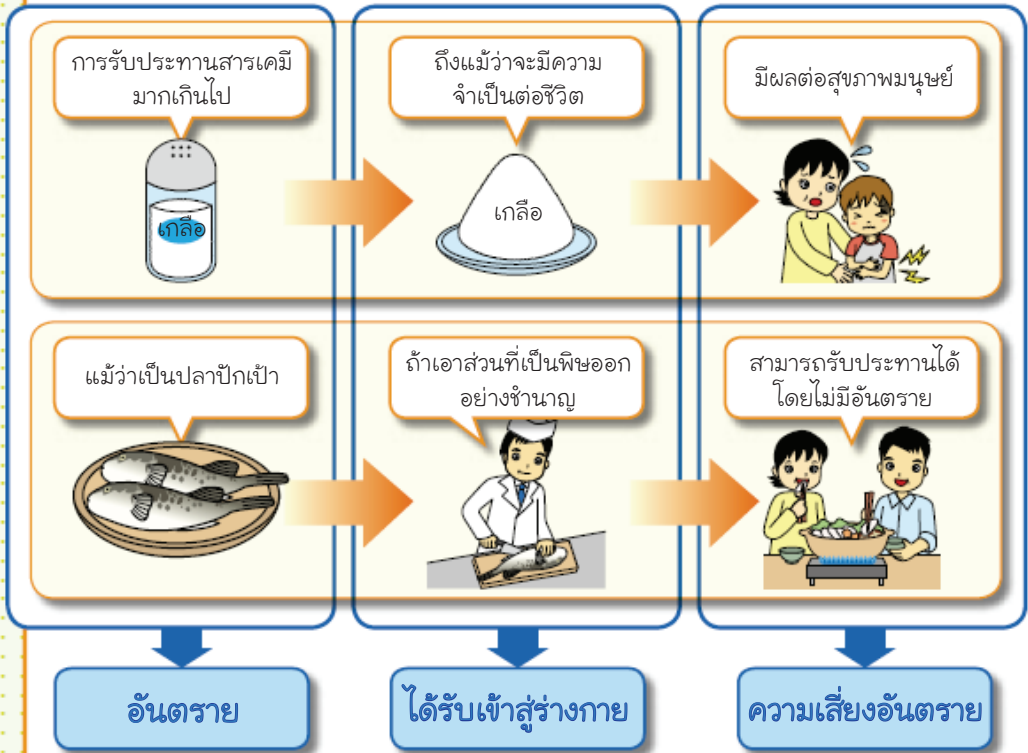 การรับประทานสารเคมี
มากเกินไป
ถึงแม้ว่าจะมีความ
จำเป็นต่อชีวิต
มีผลต่อสุขภาพมนุษย์
เกลือ
เกลือ
แม้ว่าเป็นปลาปักเป้า
ถ้าเอาส่วนที่เป็นพิษออก
อย่างชำนาญ
สามารถรับประทานได้
โดยไม่มีอันตราย
อันตราย
ได้รับเข้าสู่ร่างกาย
ความเสี่ยงอันตราย